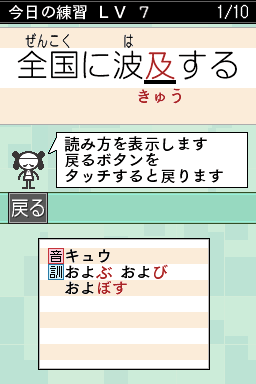 今日の練習 LV 7 1/10
ぜんこく は
全国に波及する
きゅう
読み方を表示します
戻るボタンを
タッチすると戻ります
戻る
音キュウ
訓およぶ および
およぼす